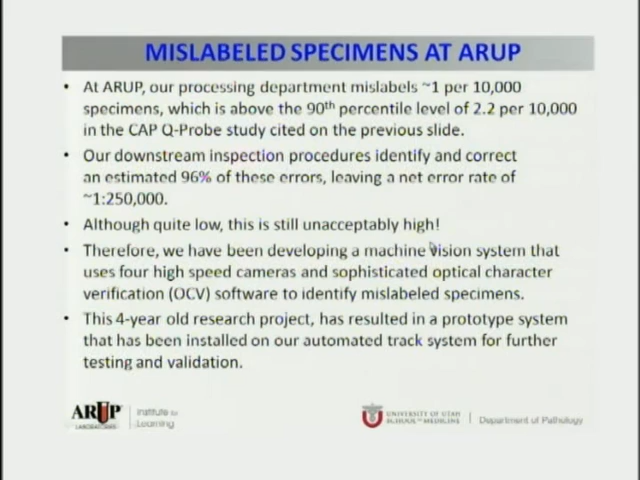 MISLABELED SPECIMENS AT ARUP
• At ARUP, our processing department mislabels ~1 per 10,000
specimens, which is above the 90th percentile level of 2.2 per 10,000
in the CAP Q-Probe study cited on the previous slide.
• Our downstream inspection procedures identify and correct
an estimated 96% of these errors, leaving a net error rate of
~1:250,000.
• Although quite low, this is still unacceptably high!
• Therefore, we have been developing a machine vision system that
uses four high speed cameras and sophisticated optical character
verification (OCV) software to identify mislabeled specimens.
• This 4-year old research project, has resulted in a prototype system
that has been installed on our automated track system for further
testing and validation.
ARUP
LABORATORIES
Institute for
Learning
UNIVERSITY OF UTAH
SCHOOL OF MEDICINE
Department of Pathology